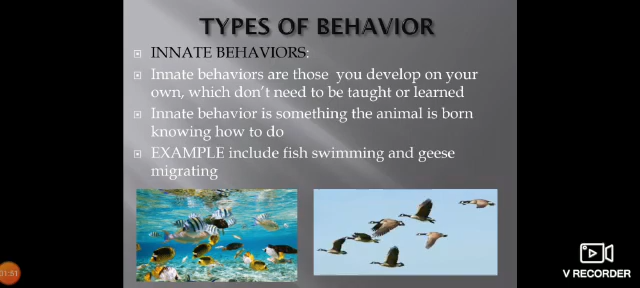 TYPES OF BEHAVIOR
INNATE BEHAVIORS:
Innate behaviors are those you develop on your
own, which don't need to be taught or learned
Innate behavior is something the animal is born
knowing how to do
EXAMPLE include fish swimming and geese
migrating
01:51
V RECORDER